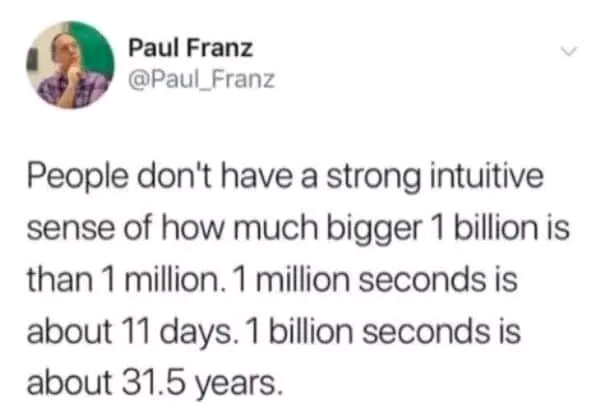 Paul Franz
@Paul_Franz
People don't have a strong intuitive
sense of how much bigger 1 billion is
than 1 million. 1 million seconds is
about 11 days. 1 billion seconds is
about 31.5 years.